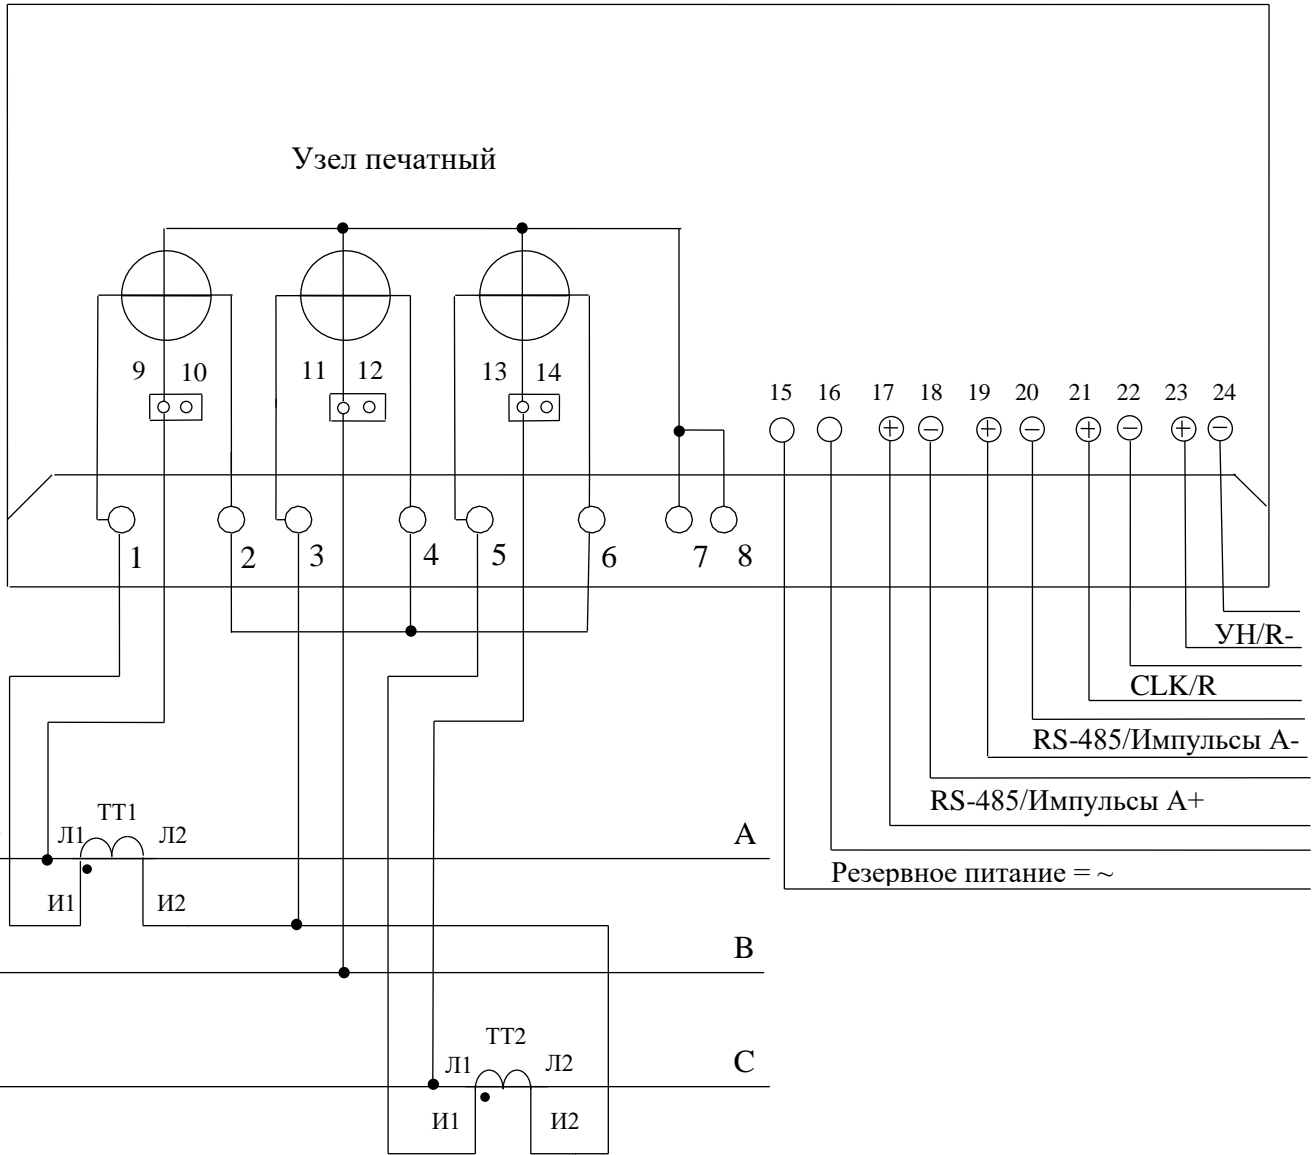 Узел печатный
9 10 11 12 13 14
15 16 17 18 19 20 21 22 23 24
1 2 3 4 5 6 7 8
УН/R-
CLK/R
RS-485/Импульсы А-
RS-485/Импульсы А+
Резервное питание = ~
ТТ1
Л1 Л2
А
И1 И2
В
ТТ2
Л1 Л2
С
И1 И2